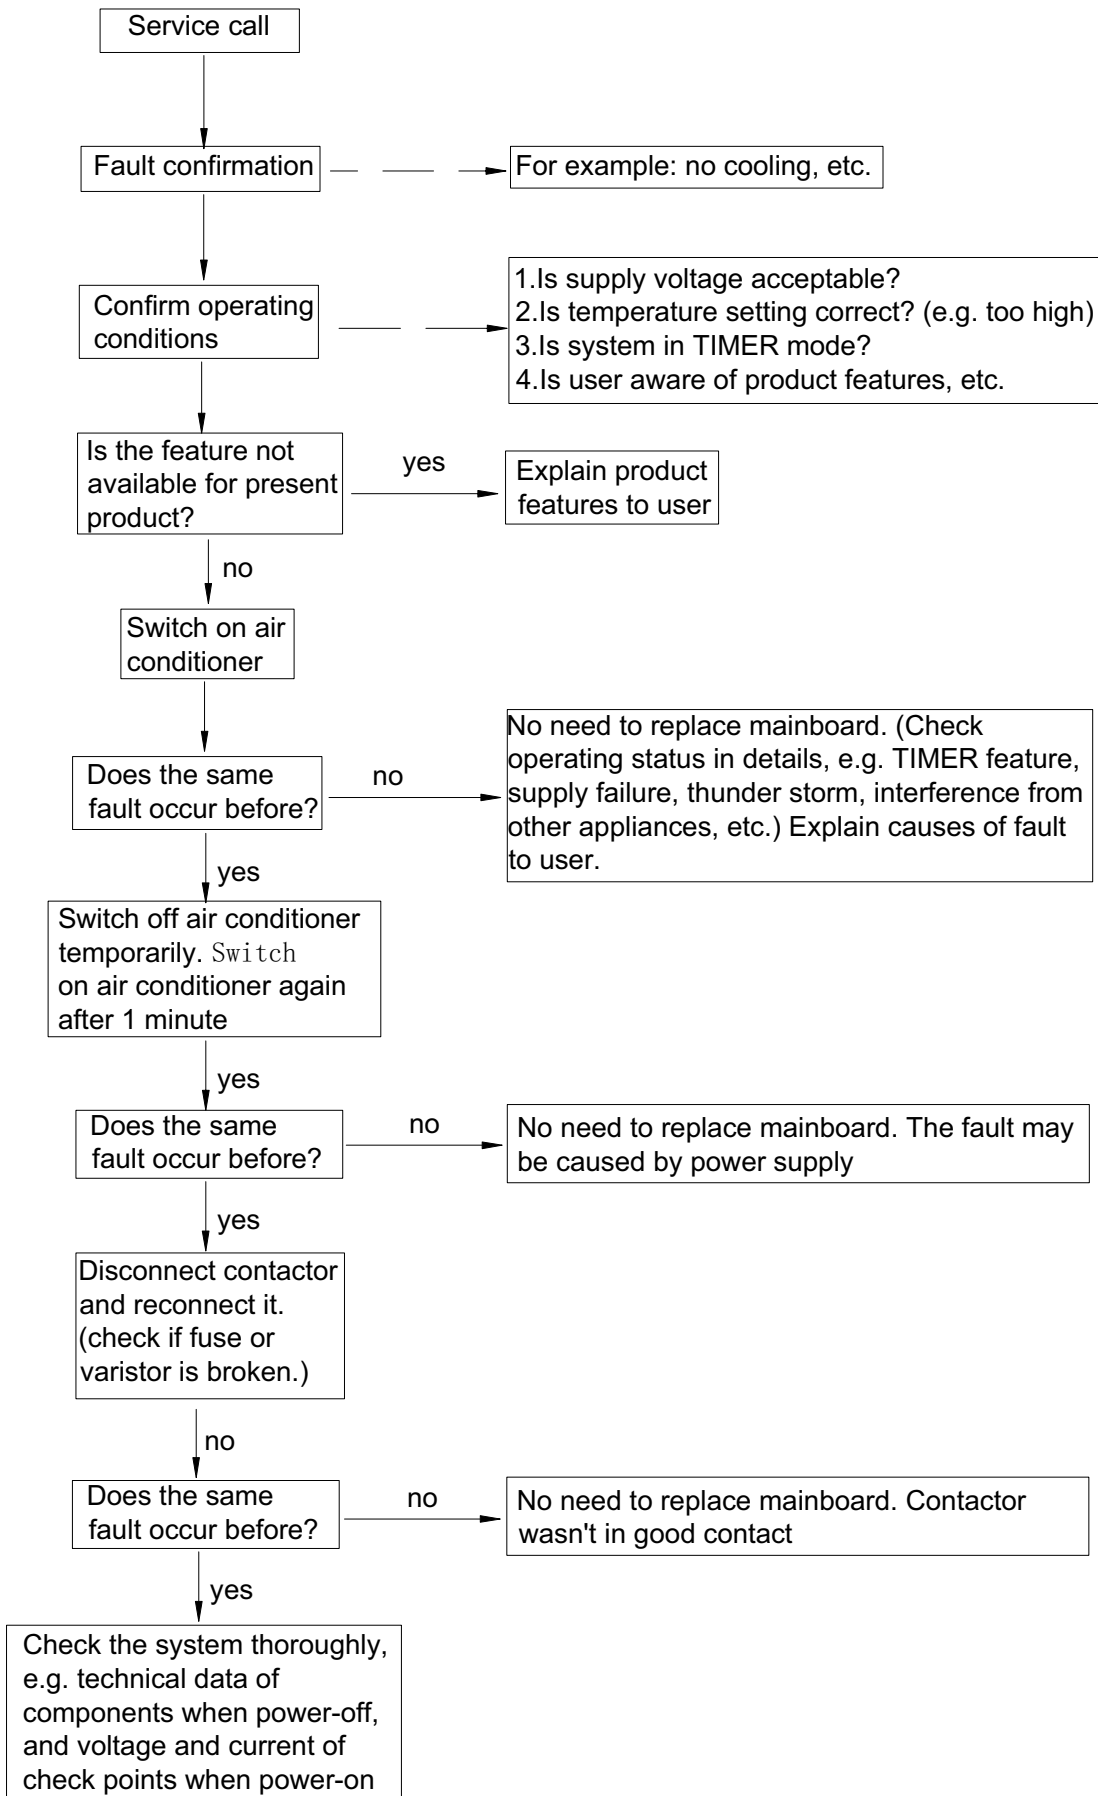 Service call
Fault confirmation
For example: no cooling, etc.
Confirm operating
conditions
1.Is supply voltage acceptable?
2.Is temperature setting correct? (e.g. too high)
3.Is system in TIMER mode?
4.Is user aware of product features, etc.
Is the feature not
available for present
product?
yes
Explain product
features to user
no
Switch on air
conditioner
Does the same
fault occur before?
no
No need to replace mainboard. (Check
operating status in details, e.g. TIMER feature,
supply failure, thunder storm, interference from
other appliances, etc.) Explain causes of fault
to user.
yes
Switch off air conditioner
temporarily. Switch
on air conditioner again
after 1 minute
yes
Does the same
fault occur before?
no
No need to replace mainboard. The fault may
be caused by power supply
yes
Disconnect contactor
and reconnect it.
(check if fuse or
varistor is broken.)
no
Does the same
fault occur before?
no
No need to replace mainboard. Contactor
wasn't in good contact
yes
Check the system thoroughly,
e.g. technical data of
components when power-off,
and voltage and current of
check points when power-on